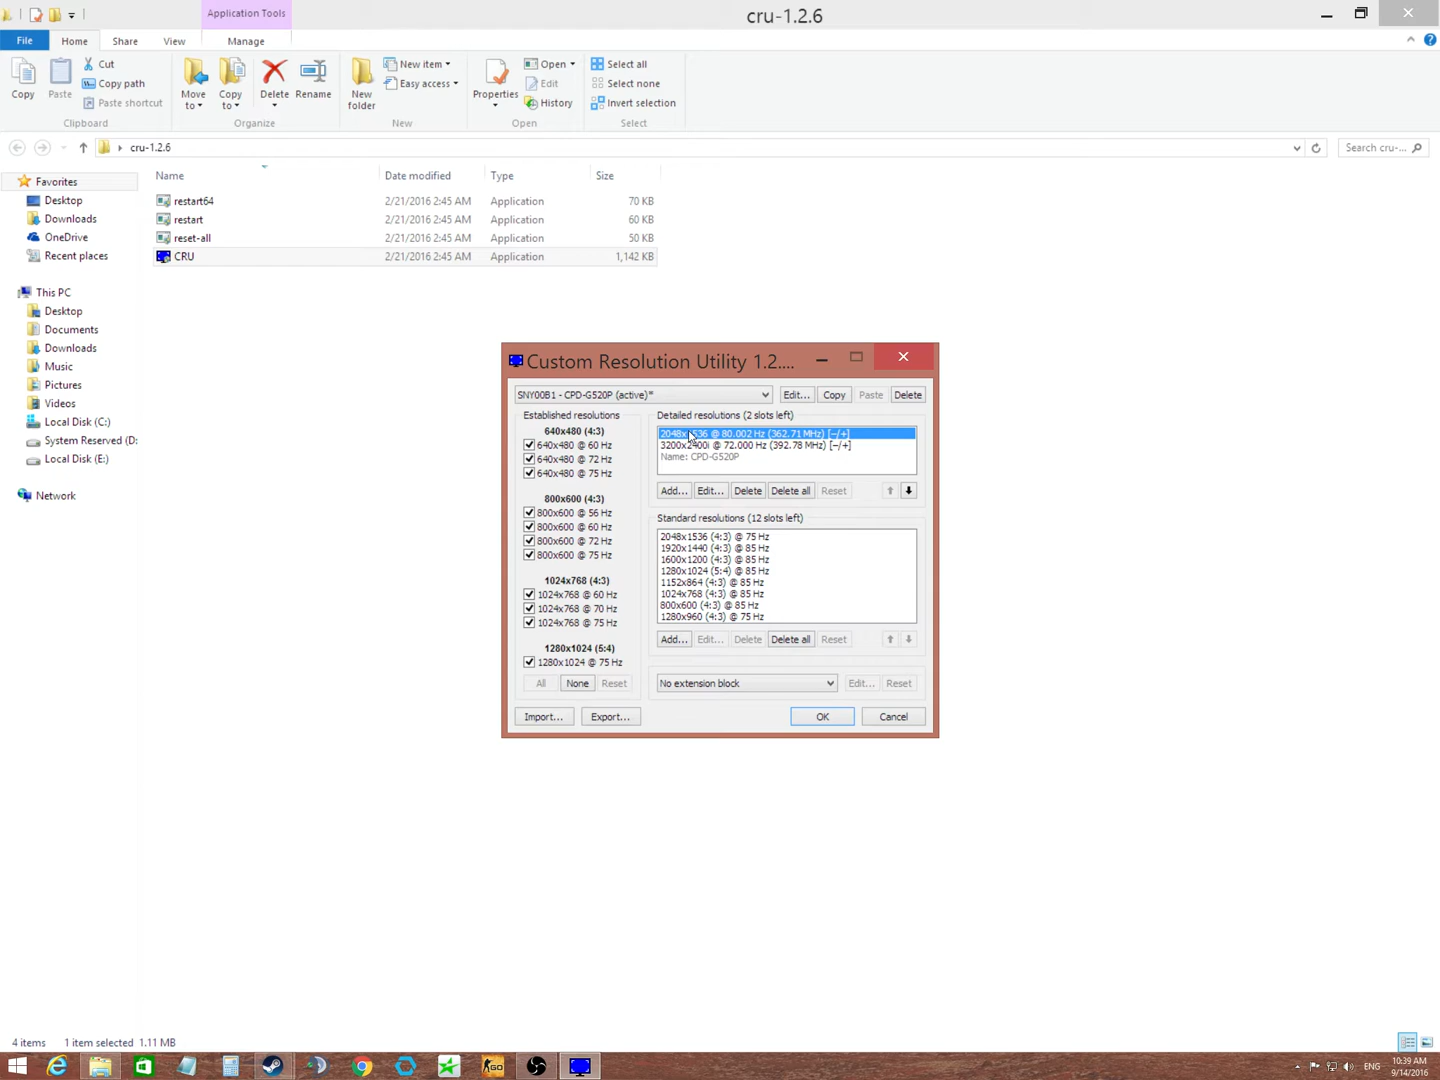 Application Tools
cru-1.2.6
File
Home
Share
View
Manage
Copy
Paste
Cut
Copy path
Paste shortcut
Clipboard
Move to
Copy to
Delete
Rename
Organize
New folder
New item
Easy access
New
Properties
Open
Edit
History
Open
Select all
Select none
Invert selection
Select
cru-1.2.6
Search cru-...
Name
Date modified
Type
Size
restart64 2/21/2016 2:45 AM Application 70 KB
restart 2/21/2016 2:45 AM Application 60 KB
reset-all 2/21/2016 2:45 AM Application 50 KB
CRU 2/21/2016 2:45 AM Application 1,142 KB
Favorites
Desktop
Downloads
OneDrive
Recent places
This PC
Desktop
Documents
Downloads
Music
Pictures
Videos
Local Disk (C:)
System Reserved (D:
Local Disk (E:)
Network
Custom Resolution Utility 1.2....
SNY00B1 - CPD-G520P (active)*
Edit...
Copy
Paste
Delete
Established resolutions
640x480 (4:3)
640x480 @ 60 Hz
640x480 @ 72 Hz
640x480 @ 75 Hz
800x600 (4:3)
800x600 @ 56 Hz
800x600 @ 60 Hz
800x600 @ 72 Hz
800x600 @ 75 Hz
1024x768 (4:3)
1024x768 @ 60 Hz
1024x768 @ 70 Hz
1024x768 @ 75 Hz
1280x1024 (5:4)
1280x1024 @ 75 Hz
All
None
Reset
Detailed resolutions (2 slots left)
2048x1536 @ 80.002 Hz (362.71 MHz) [−/+]
3200x2400i @ 72.000 Hz (392.78 MHz) [−/+]
Name: CPD-G520P
Add...
Edit...
Delete
Delete all
Reset
Standard resolutions (12 slots left)
2048x1536 (4:3) @ 75 Hz
1920x1440 (4:3) @ 85 Hz
1600x1200 (4:3) @ 85 Hz
1280x1024 (5:4) @ 85 Hz
1152x864 (4:3) @ 85 Hz
1024x768 (4:3) @ 85 Hz
800x600 (4:3) @ 85 Hz
1280x960 (4:3) @ 75 Hz
Add...
Edit...
Delete
Delete all
Reset
No extension block
Edit...
Reset
Import...
Export...
OK
Cancel
4 items
1 item selected 1.11 MB
GO
ENG
10:39 AM
9/14/2016